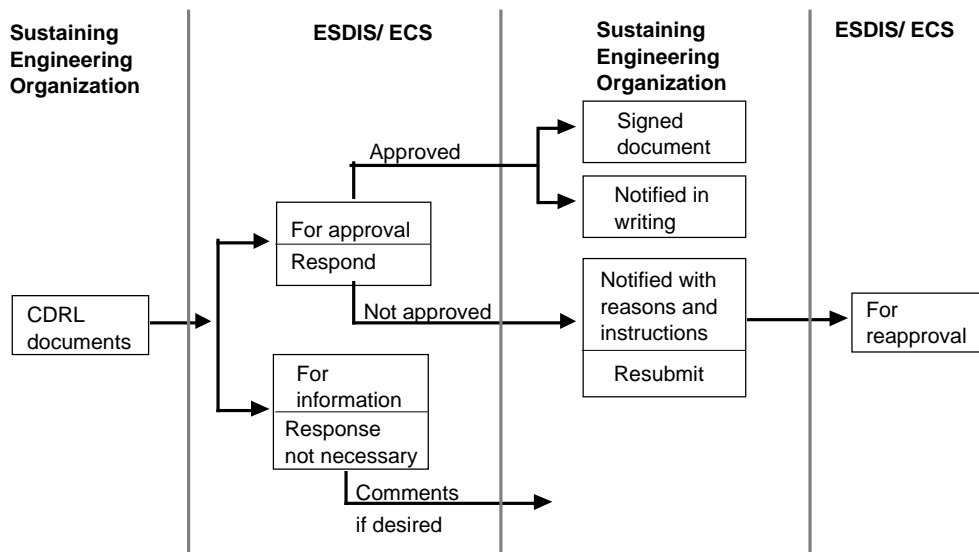 Sustaining
Engineering
Organization
ESDIS/ ECS
Sustaining
Engineering
Organization
ESDIS/ ECS
CDRL
documents
For approval
Respond
For
information
Response
not necessary
Approved
Not approved
Comments
if desired
Signed
document
Notified in
writing
Notified with
reasons and
instructions
Resubmit
For
reapproval